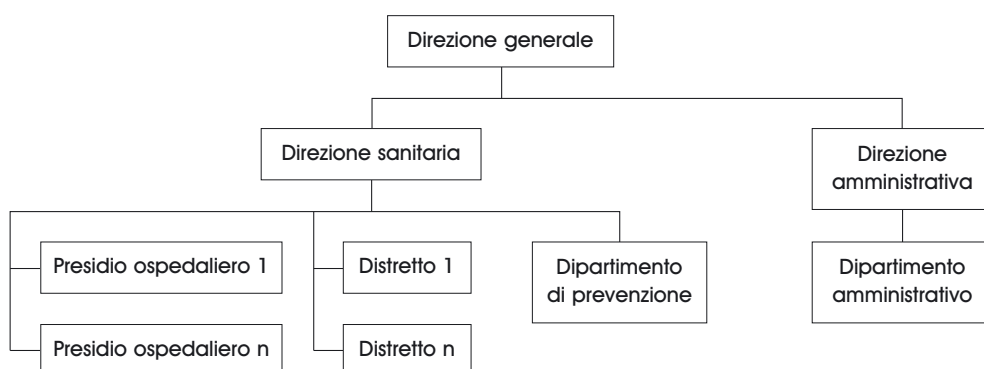 Direzione generale
Direzione sanitaria
Direzione
amministrativa
Presidio ospedaliero 1
Distretto 1
Dipartimento
di prevenzione
Dipartimento
amministrativo
Presidio ospedaliero n
Distretto n